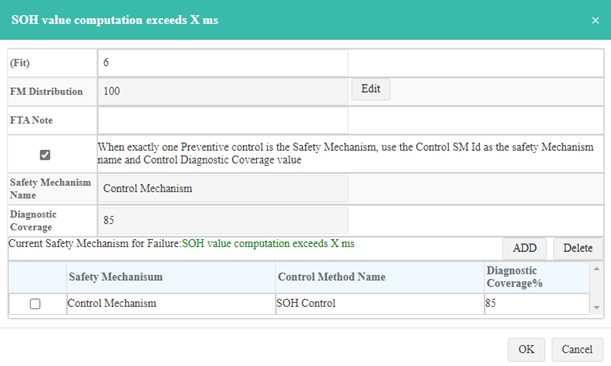 SOH value computation exceeds X ms ×
(Fit) 6
FM Distribution 100 Edit
FTA Note
When exactly one Preventive control is the Safety Mechanism, use the Control SM Id as the safety Mechanism
name and Control Diagnostic Coverage value
Safety Mechanism
Name
Control Mechanism
Diagnostic
Coverage
85
Current Safety Mechanism for Failure:SOH value computation exceeds X ms ADD Delete
Safety Mechanisum Control Method Name Diagnostic
Coverage%
Control Mechanism SOH Control 85
OK Cancel